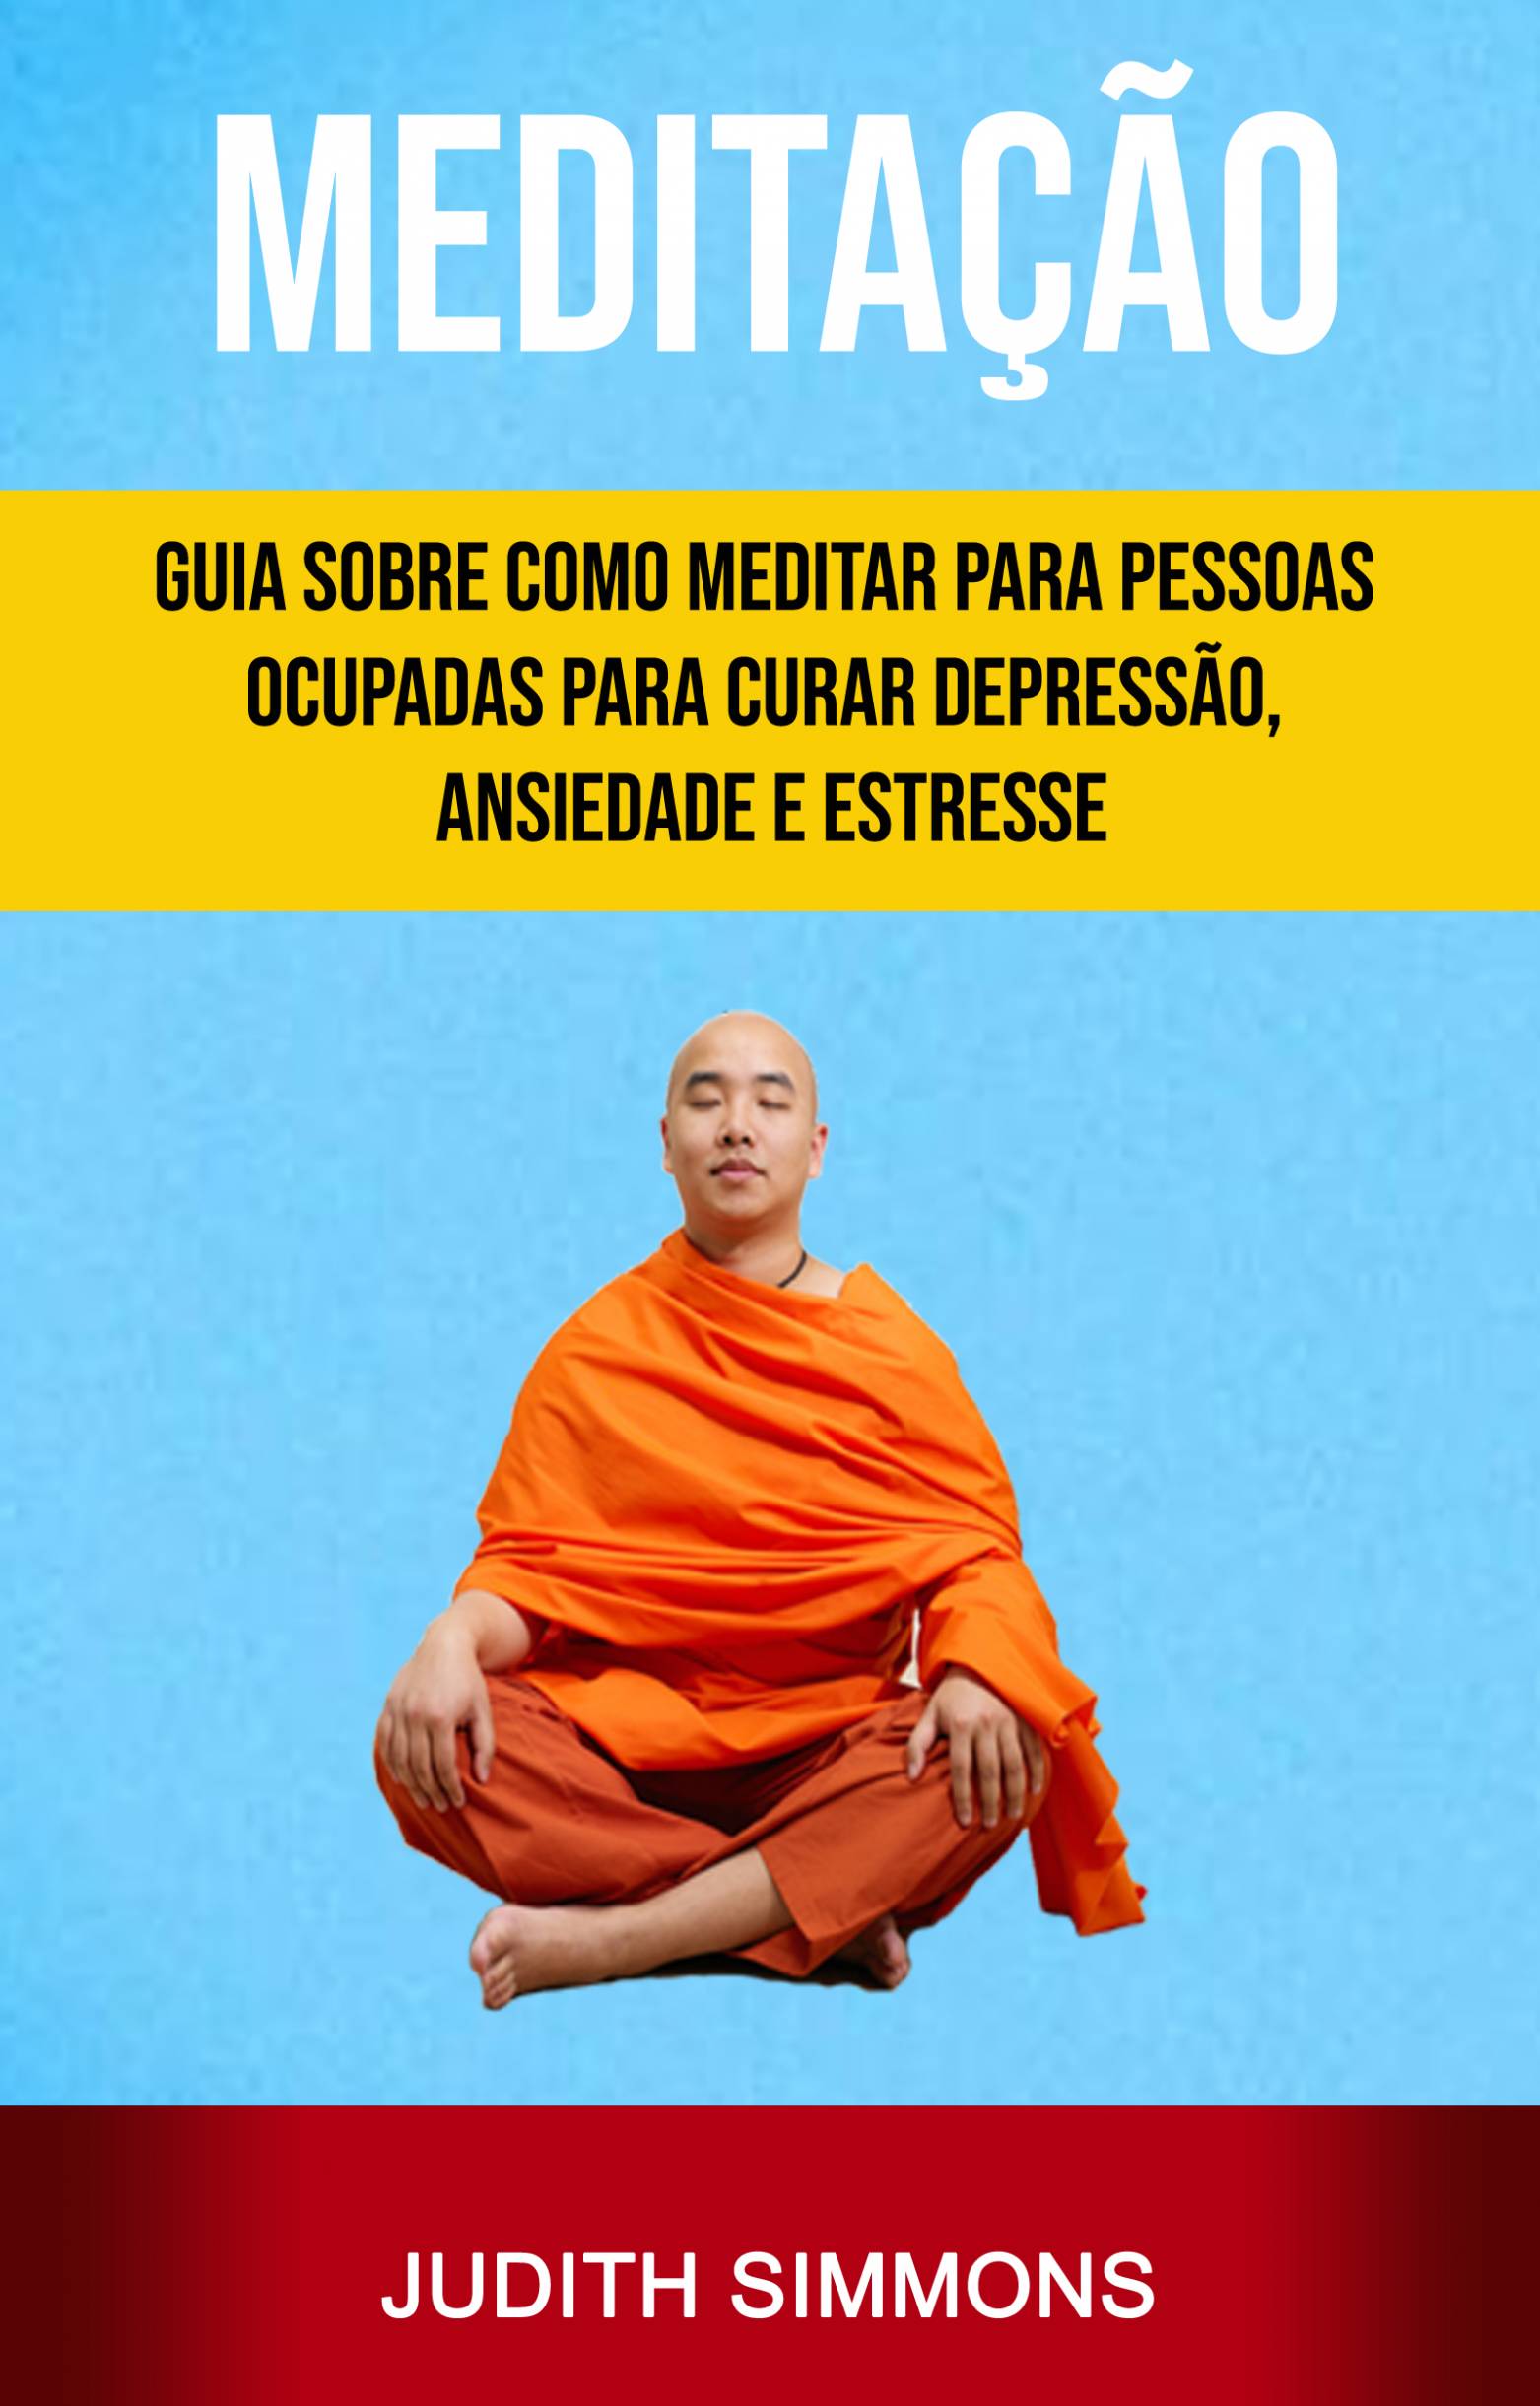 MEDITAÇÃO
GUIA SOBRE COMO MEDITAR PARA PESSOAS
OCUPADAS PARA CURAR DEPRESSÃO,
ANSIEDADE E ESTRESSE
JUDITH SIMMONS